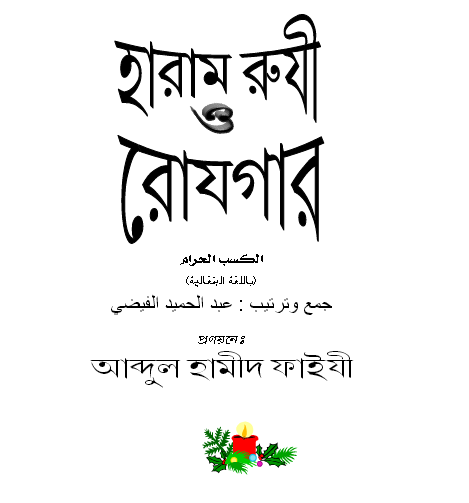 হারাম রুযী
ও
রোযগার
الكسب الحرام
(باللغة البنغالية)
جمع وترتيب : عبد الحميد الفيضي
প্রণয়নেঃ
আব্দুল হামীদ ফাইযী